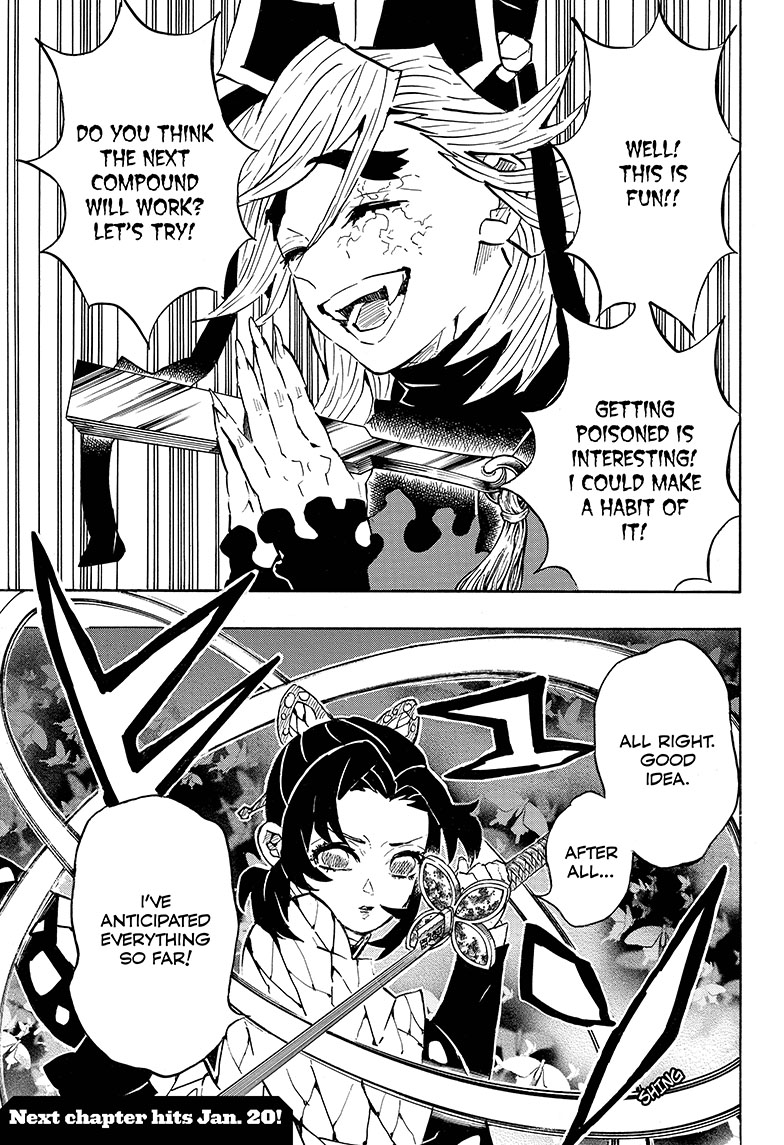 WELL!
THIS IS
FUN!!
DO YOU THINK
THE NEXT
COMPOUND
WILL WORK?
LET'S TRY!
GETTING
POISONED IS
INTERESTING!
I COULD MAKE
A HABIT OF
IT!
ALL RIGHT.
GOOD
IDEA.
AFTER
ALL...
I'VE
ANTICIPATED
EVERYTHING
SO FAR!
SHING
Next chapter hits Jan. 20!